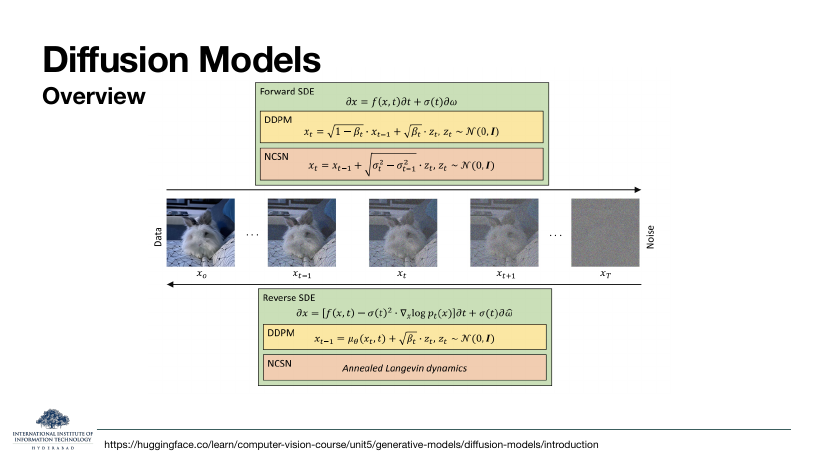 Diffusion Models
Overview
Forward SDE
∂x = f(x, t)∂t + σ(t)∂ω
DDPM
x_t = √(1 − β_t) · x_{t−1} + √β_t · z_t, z_t ~ 𝒩(0, I)
NCSN
x_t = x_{t−1} + √(σ_t^2 − σ_{t−1}^2) · z_t, z_t ~ 𝒩(0, I)
Data
... ...
Noise
x_o x_{t−1} x_t x_{t+1} x_T
Reverse SDE
∂x = [f(x, t) − σ(t)^2 · ∇_x log p_t(x)]∂t + σ(t)∂ω̄
DDPM
x_{t−1} = μ_θ(x_t, t) + √β_t · z_t, z_t ~ 𝒩(0, I)
NCSN
Annealed Langevin dynamics
INTERNATIONAL INSTITUTE OF
INFORMATION TECHNOLOGY
HYDERABAD
https://huggingface.co/learn/computer-vision-course/unit5/generative-models/diffusion-models/introduction